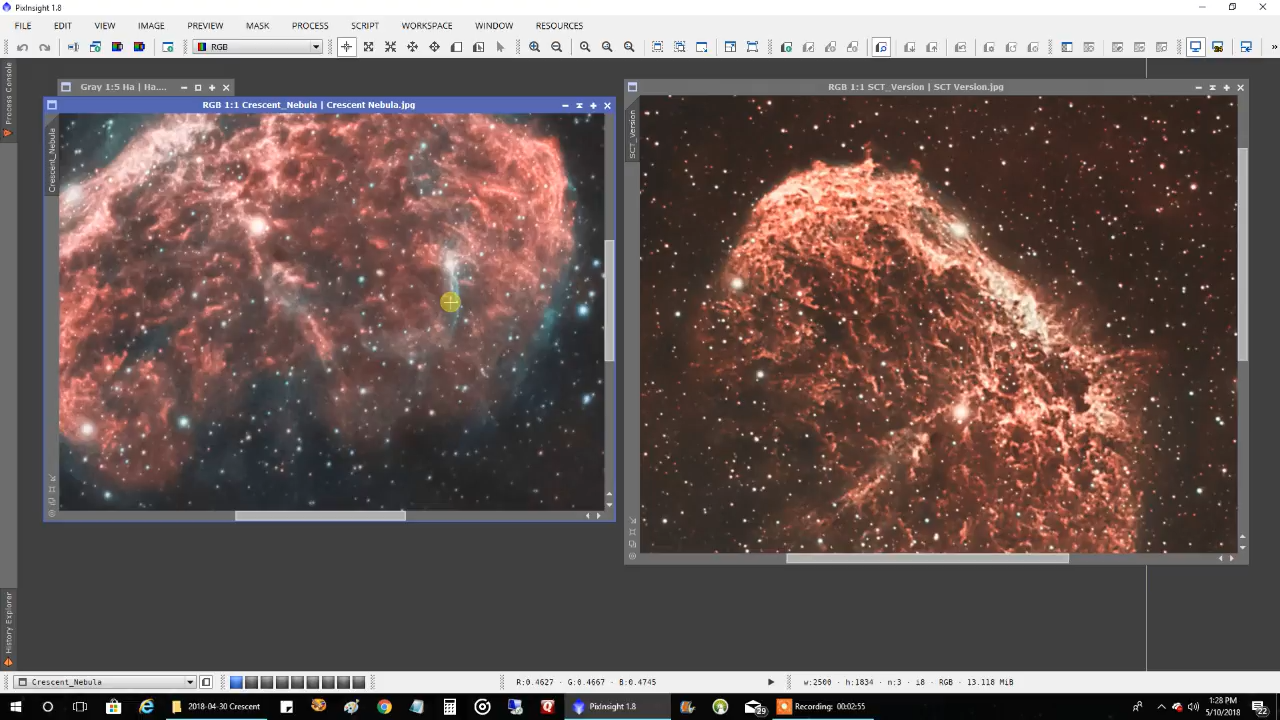 PixInsight 1.8
FILE EDIT VIEW IMAGE PREVIEW MASK PROCESS SCRIPT WORKSPACE WINDOW RESOURCES
RGB
Process Console
Gray 1:5 Ha | Ha....
RGB 1:1 Crescent_Nebula | Crescent Nebula.jpg
Crescent_Nebula
RGB 1:1 SCT_Version | SCT Version.jpg
SCT_Version
History Explorer
Crescent_Nebula
R:0.4627 · G:0.4667 · B:0.4745
w:2500 · h:1834 · n:3 · i8 · RGB · 13.118 MiB
2018-04-30 Crescent
PixInsight 1.8
29
Recording: 00:02:55
1:28 PM
5/10/2018
22